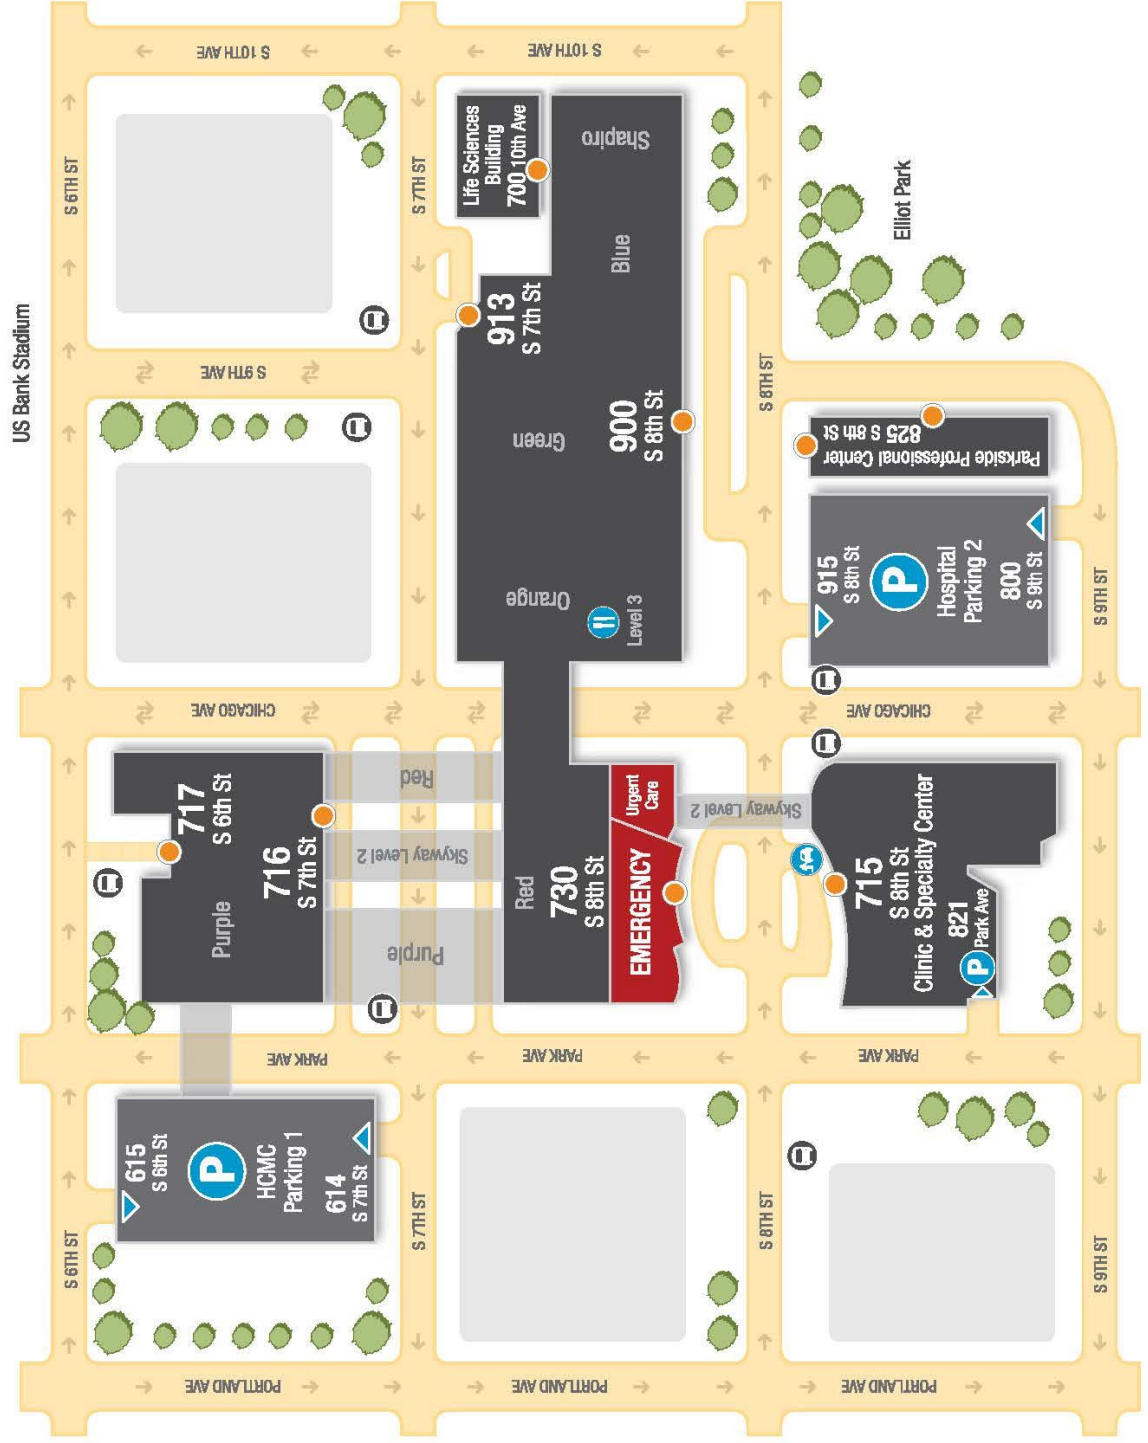 US Bank Stadium
S 10TH AVE
S 10TH AVE
S 6TH ST
S 7TH ST
Life Sciences
Building
700 10th Ave
Shapiro
Elliot Park
Blue
913
S 7th St
S 9TH AVE
S 8TH ST
Green
900
S 8th St
Parkside Professional Center
825 S 8th St
915
S 8th St
P
Hospital
Parking 2
800
S 9th St
S 9TH ST
Orange
Level 3
CHICAGO AVE
CHICAGO AVE
717
S 6th St
716
S 7th St
Purple
Red
Skyway Level 2
Purple
Red
730
S 8th St
Urgent
Care
EMERGENCY
Skyway Level 2
715
S 8th St
Clinic & Specialty Center
821
Park Ave
P
PARK AVE
PARK AVE
PARK AVE
615
S 6th St
P
HCMC
Parking 1
614
S 7th St
S 6TH ST
S 7TH ST
S 8TH ST
S 9TH ST
PORTLAND AVE
PORTLAND AVE
PORTLAND AVE